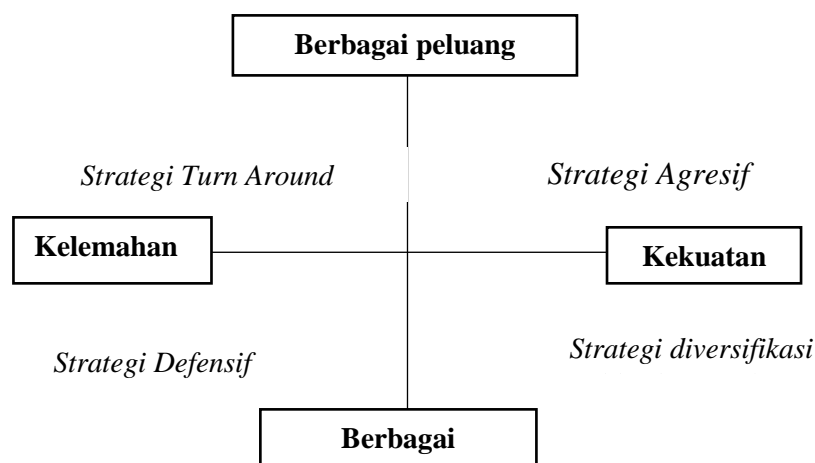 Berbagai peluang
Strategi Turn Around
Strategi Agresif
Kelemahan
Kekuatan
Strategi Defensif
Strategi diversifikasi
Berbagai